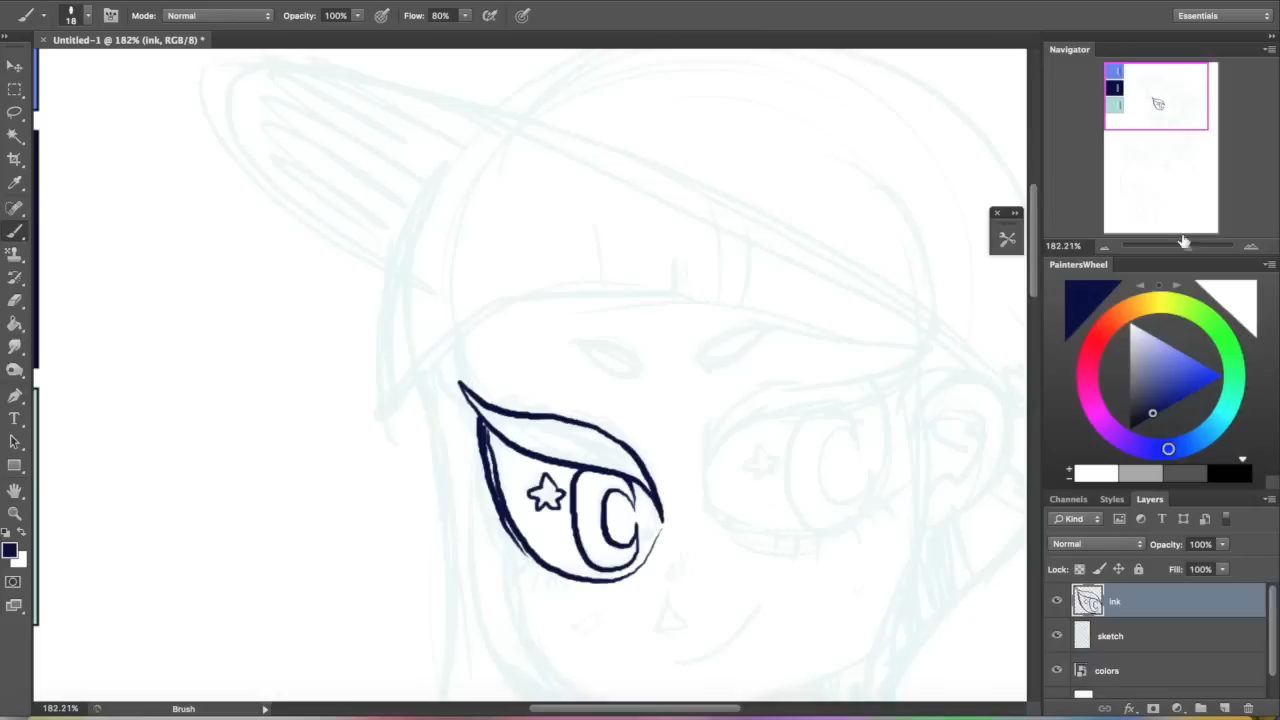 18
Mode: Normal
Opacity: 100%
Flow: 80%
Essentials
× Untitled-1 @ 182% (ink, RGB/8) *
Navigator
182.21%
PaintersWheel
Channels Styles Layers
Kind
Normal
Opacity: 100%
Lock:
Fill: 100%
ink
sketch
colors
182.21%
Brush